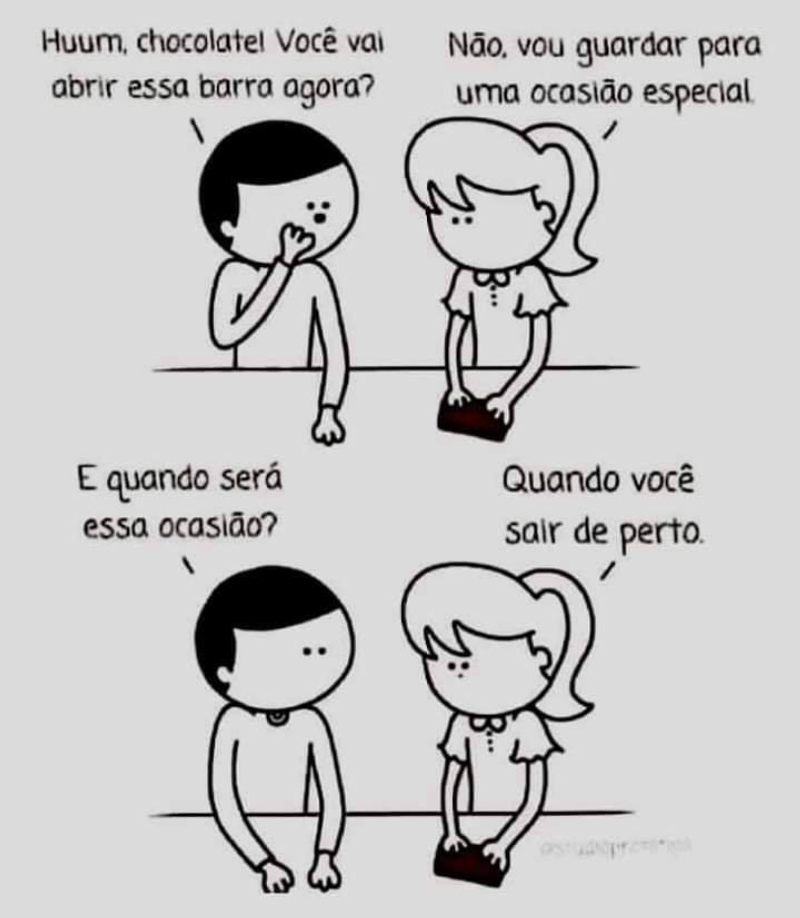 Huum, chocolate! Você vai
abrir essa barra agora?
Não, vou guardar para
uma ocasião especial.
E quando será
essa ocasião?
Quando você
sair de perto.